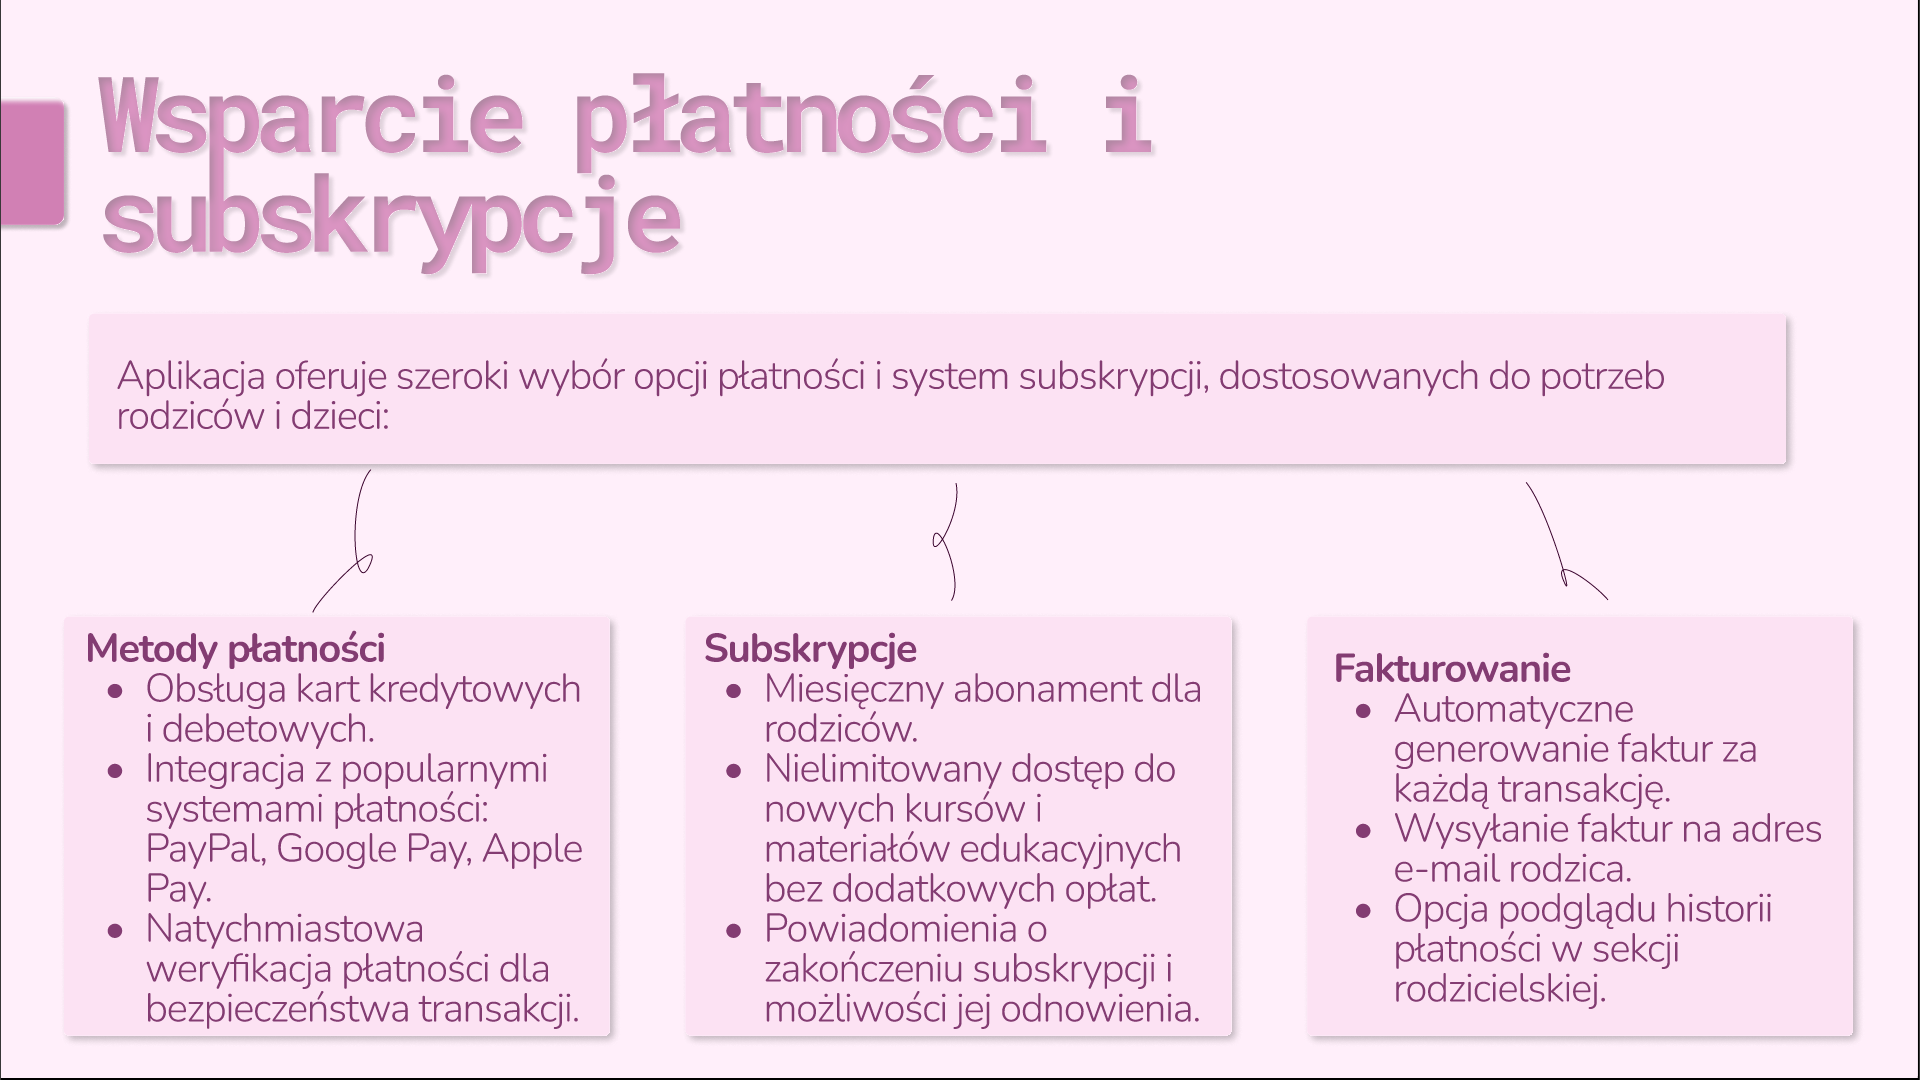 Wsparcie płatności i
subskrypcje
Aplikacja oferuje szeroki wybór opcji płatności i system subskrypcji, dostosowanych do potrzeb
rodziców i dzieci:
Metody płatności
● Obsługa kart kredytowych
i debetowych.
● Integracja z popularnymi
systemami płatności:
PayPal, Google Pay, Apple
Pay.
● Natychmiastowa
weryfikacja płatności dla
bezpieczeństwa transakcji.
Subskrypcje
● Miesięczny abonament dla
rodziców.
● Nielimitowany dostęp do
nowych kursów i
materiałów edukacyjnych
bez dodatkowych opłat.
● Powiadomienia o
zakończeniu subskrypcji i
możliwości jej odnowienia.
Fakturowanie
● Automatyczne
generowanie faktur za
każdą transakcję.
● Wysyłanie faktur na adres
e-mail rodzica.
● Opcja podglądu historii
płatności w sekcji
rodzicielskiej.